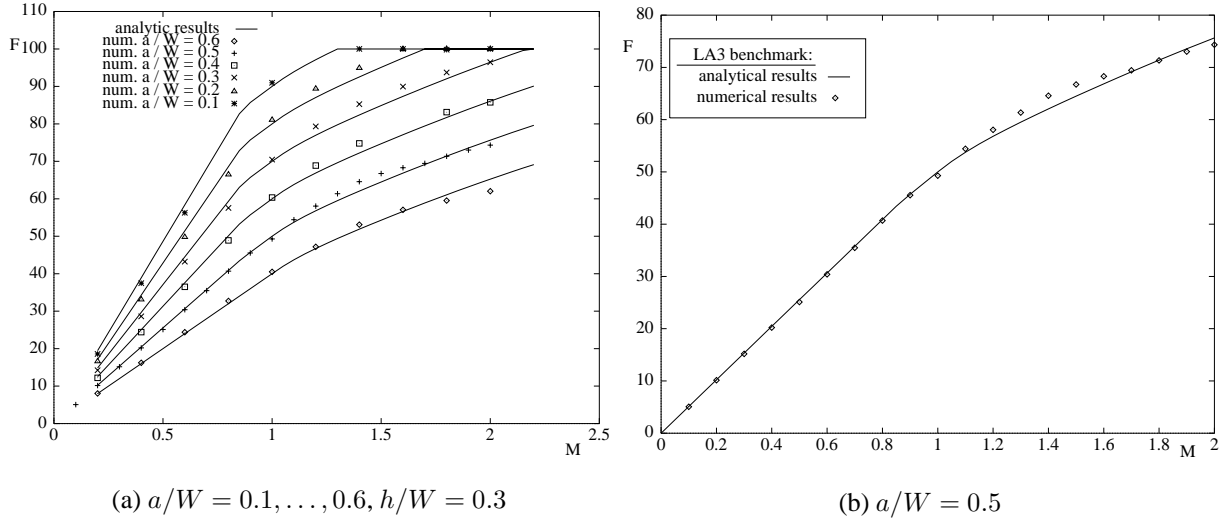 F
100
90
80
70
60
50
40
30
20
10
0
analytic results
num. a / W = 0.6
num. a / W = 0.5
num. a / W = 0.4
num. a / W = 0.3
num. a / W = 0.2
num. a / W = 0.1
0 0.5 1 1.5 2 2.5
M
(a) a/W = 0.1, . . . , 0.6, h/W = 0.3
80
F
70
60
50
40
30
20
10
0
LA3 benchmark:
analytical results
numerical results
0 0.2 0.4 0.6 0.8 1 1.2 1.4 1.6 1.8 2
M
(b) a/W = 0.5